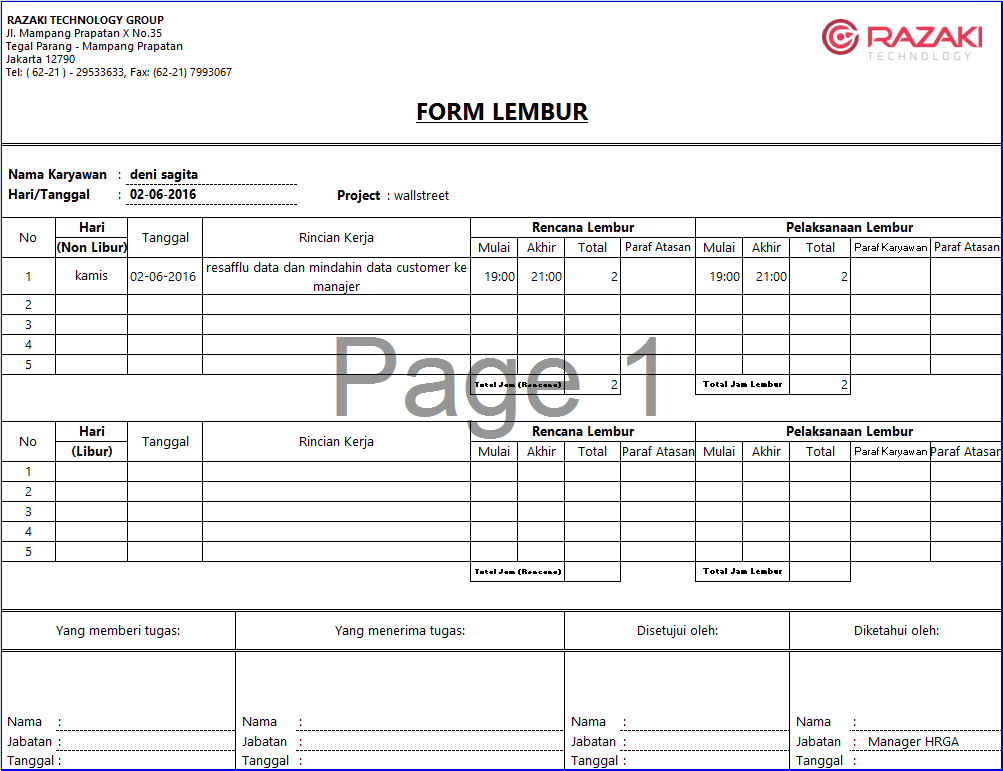 RAZAKI TECHNOLOGY GROUP
Jl. Mampang Prapatan X No.35
Tegal Parang - Mampang Prapatan
Jakarta 12790
Tel: ( 62-21 ) - 29533633, Fax: (62-21) 7993067
RAZAKI
TECHNOLOGY
FORM LEMBUR
Nama Karyawan : deni sagita
Hari/Tanggal : 02-06-2016 Project : wallstreet
No Hari (Non Libur) Tanggal Rincian Kerja Rencana Lembur Pelaksanaan Lembur
Mulai Akhir Total Paraf Atasan Mulai Akhir Total Paraf Karyawan Paraf Atasan
1 kamis 02-06-2016 resafflu data dan mindahin data customer ke 19:00 21:00 2 19:00 21:00 2
manajer
2
3
4
5
Total Jam (Rencana) 2 Total Jam Lembur 2
Page 1
No Hari (Libur) Tanggal Rincian Kerja Rencana Lembur Pelaksanaan Lembur
Mulai Akhir Total Paraf Atasan Mulai Akhir Total Paraf Karyawan Paraf Atasan
1
2
3
4
5
Total Jam (Rencana) Total Jam Lembur
Yang memberi tugas: Yang menerima tugas: Disetujui oleh: Diketahui oleh:
Nama : Nama : Nama : Nama :
Jabatan : Jabatan : Jabatan : Jabatan : Manager HRGA
Tanggal : Tanggal : Tanggal : Tanggal :